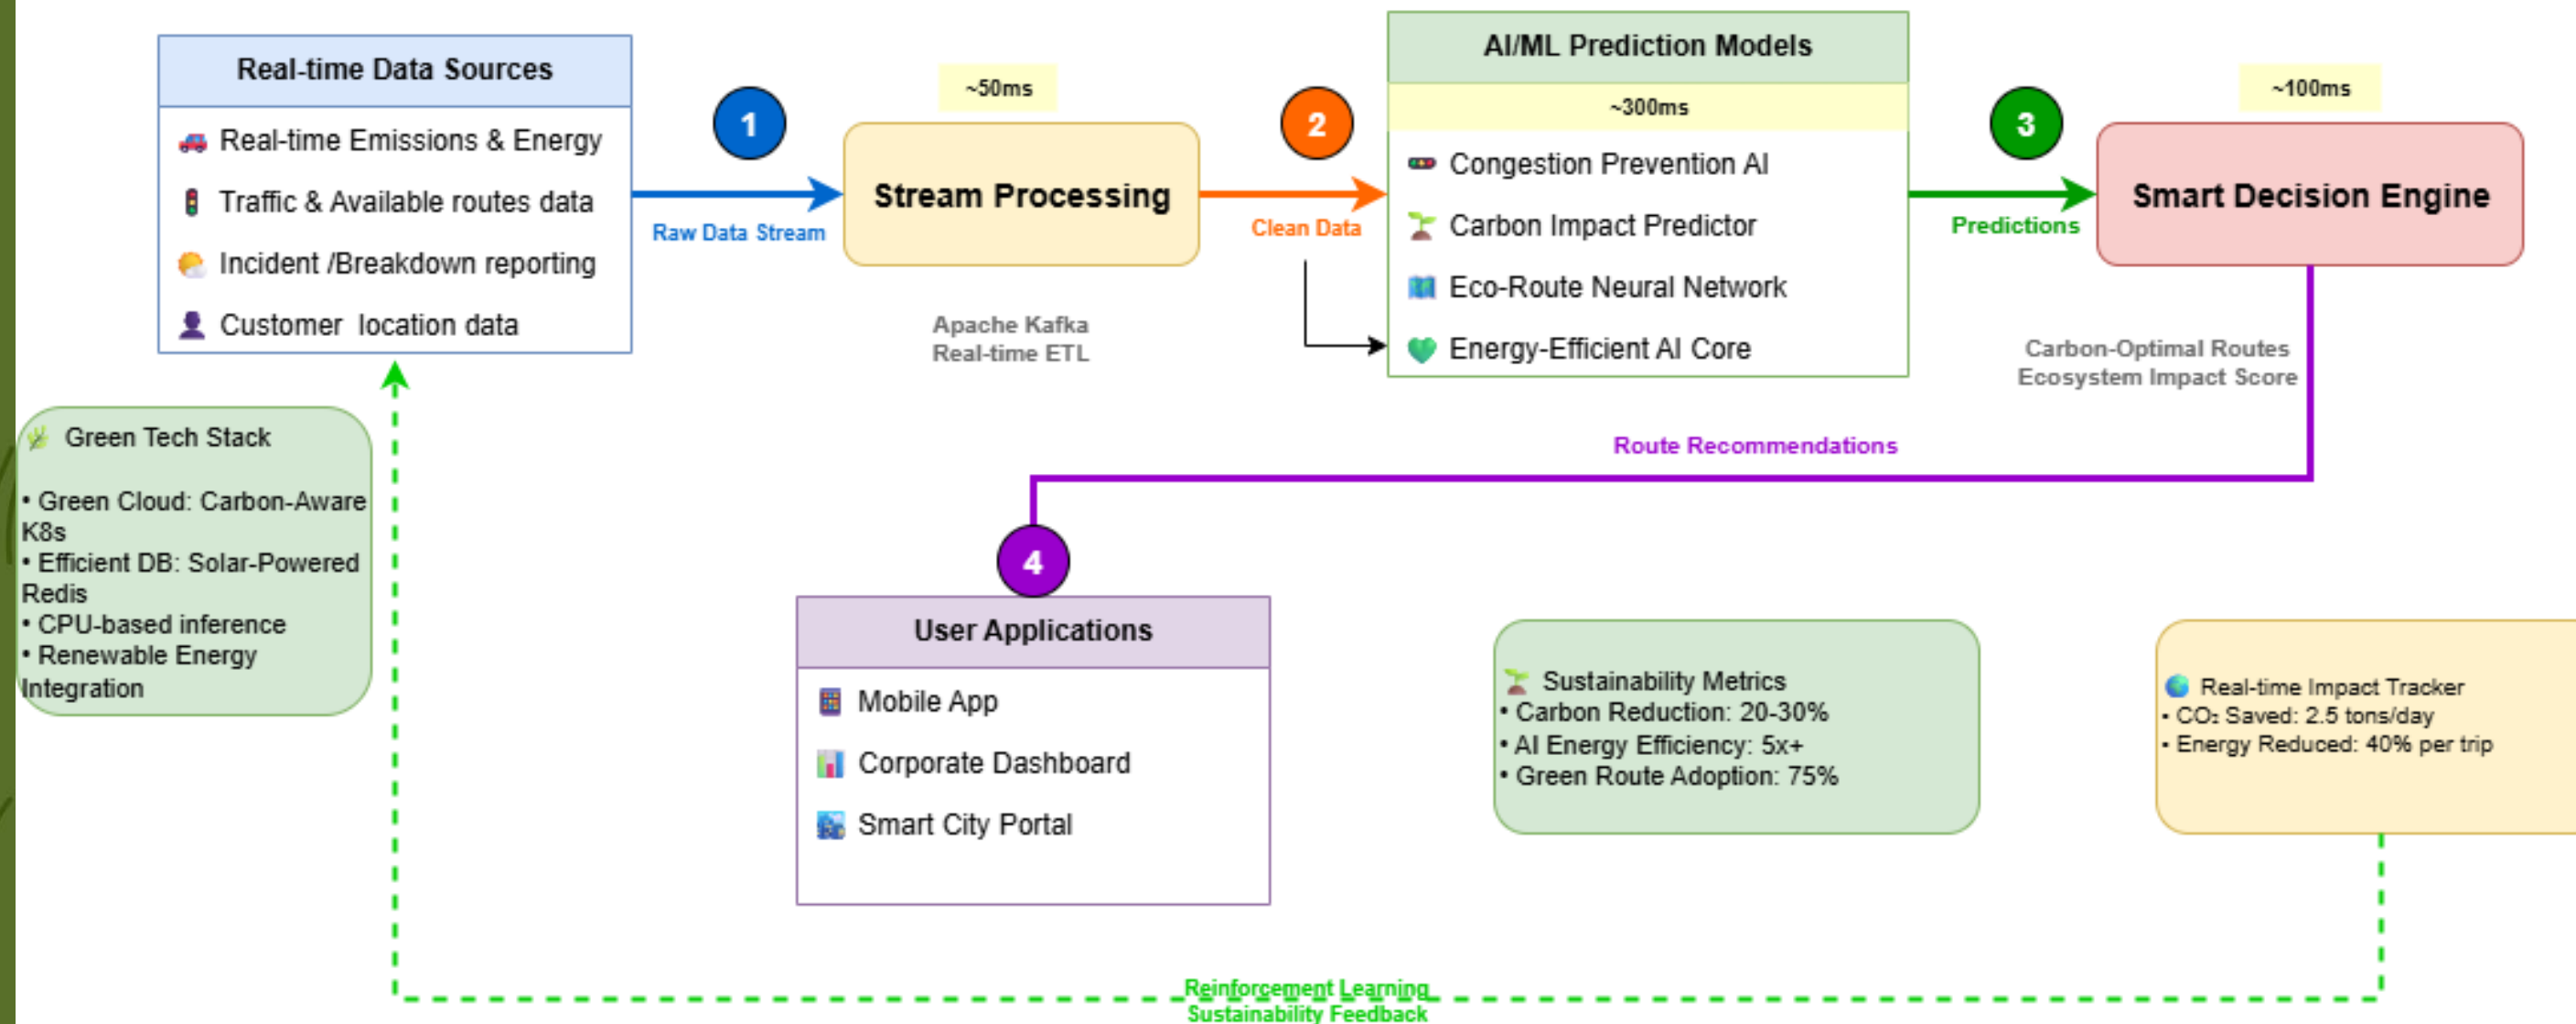 Real-time Data Sources
Real-time Emissions & Energy
Traffic & Available routes data
Incident /Breakdown reporting
Customer location data
1
Raw Data Stream
~50ms
Stream Processing
Apache Kafka
Real-time ETL
2
Clean Data
AI/ML Prediction Models
~300ms
Congestion Prevention AI
Carbon Impact Predictor
Eco-Route Neural Network
Energy-Efficient AI Core
3
Predictions
~100ms
Smart Decision Engine
Carbon-Optimal Routes
Ecosystem Impact Score
Route Recommendations
Green Tech Stack
• Green Cloud: Carbon-Aware
K8s
• Efficient DB: Solar-Powered
Redis
• CPU-based inference
• Renewable Energy
Integration
4
User Applications
Mobile App
Corporate Dashboard
Smart City Portal
Sustainability Metrics
• Carbon Reduction: 20-30%
• AI Energy Efficiency: 5x+
• Green Route Adoption: 75%
Real-time Impact Tracker
• CO₂ Saved: 2.5 tons/day
• Energy Reduced: 40% per trip
Reinforcement Learning
Sustainability Feedback